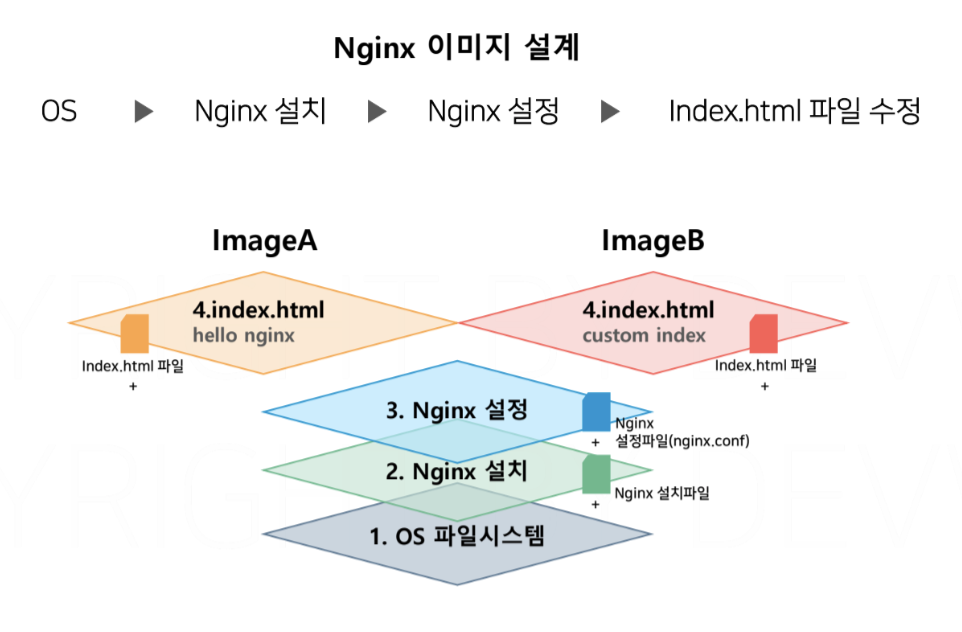 Nginx 이미지 설계
OS ▶ Nginx 설치 ▶ Nginx 설정 ▶ Index.html 파일 수정
ImageA
ImageB
4.index.html
hello nginx
Index.html 파일
+
4.index.html
custom index
Index.html 파일
+
3. Nginx 설정
Nginx
+ 설정파일(nginx.conf)
2. Nginx 설치
Nginx 설치파일
+
1. OS 파일시스템